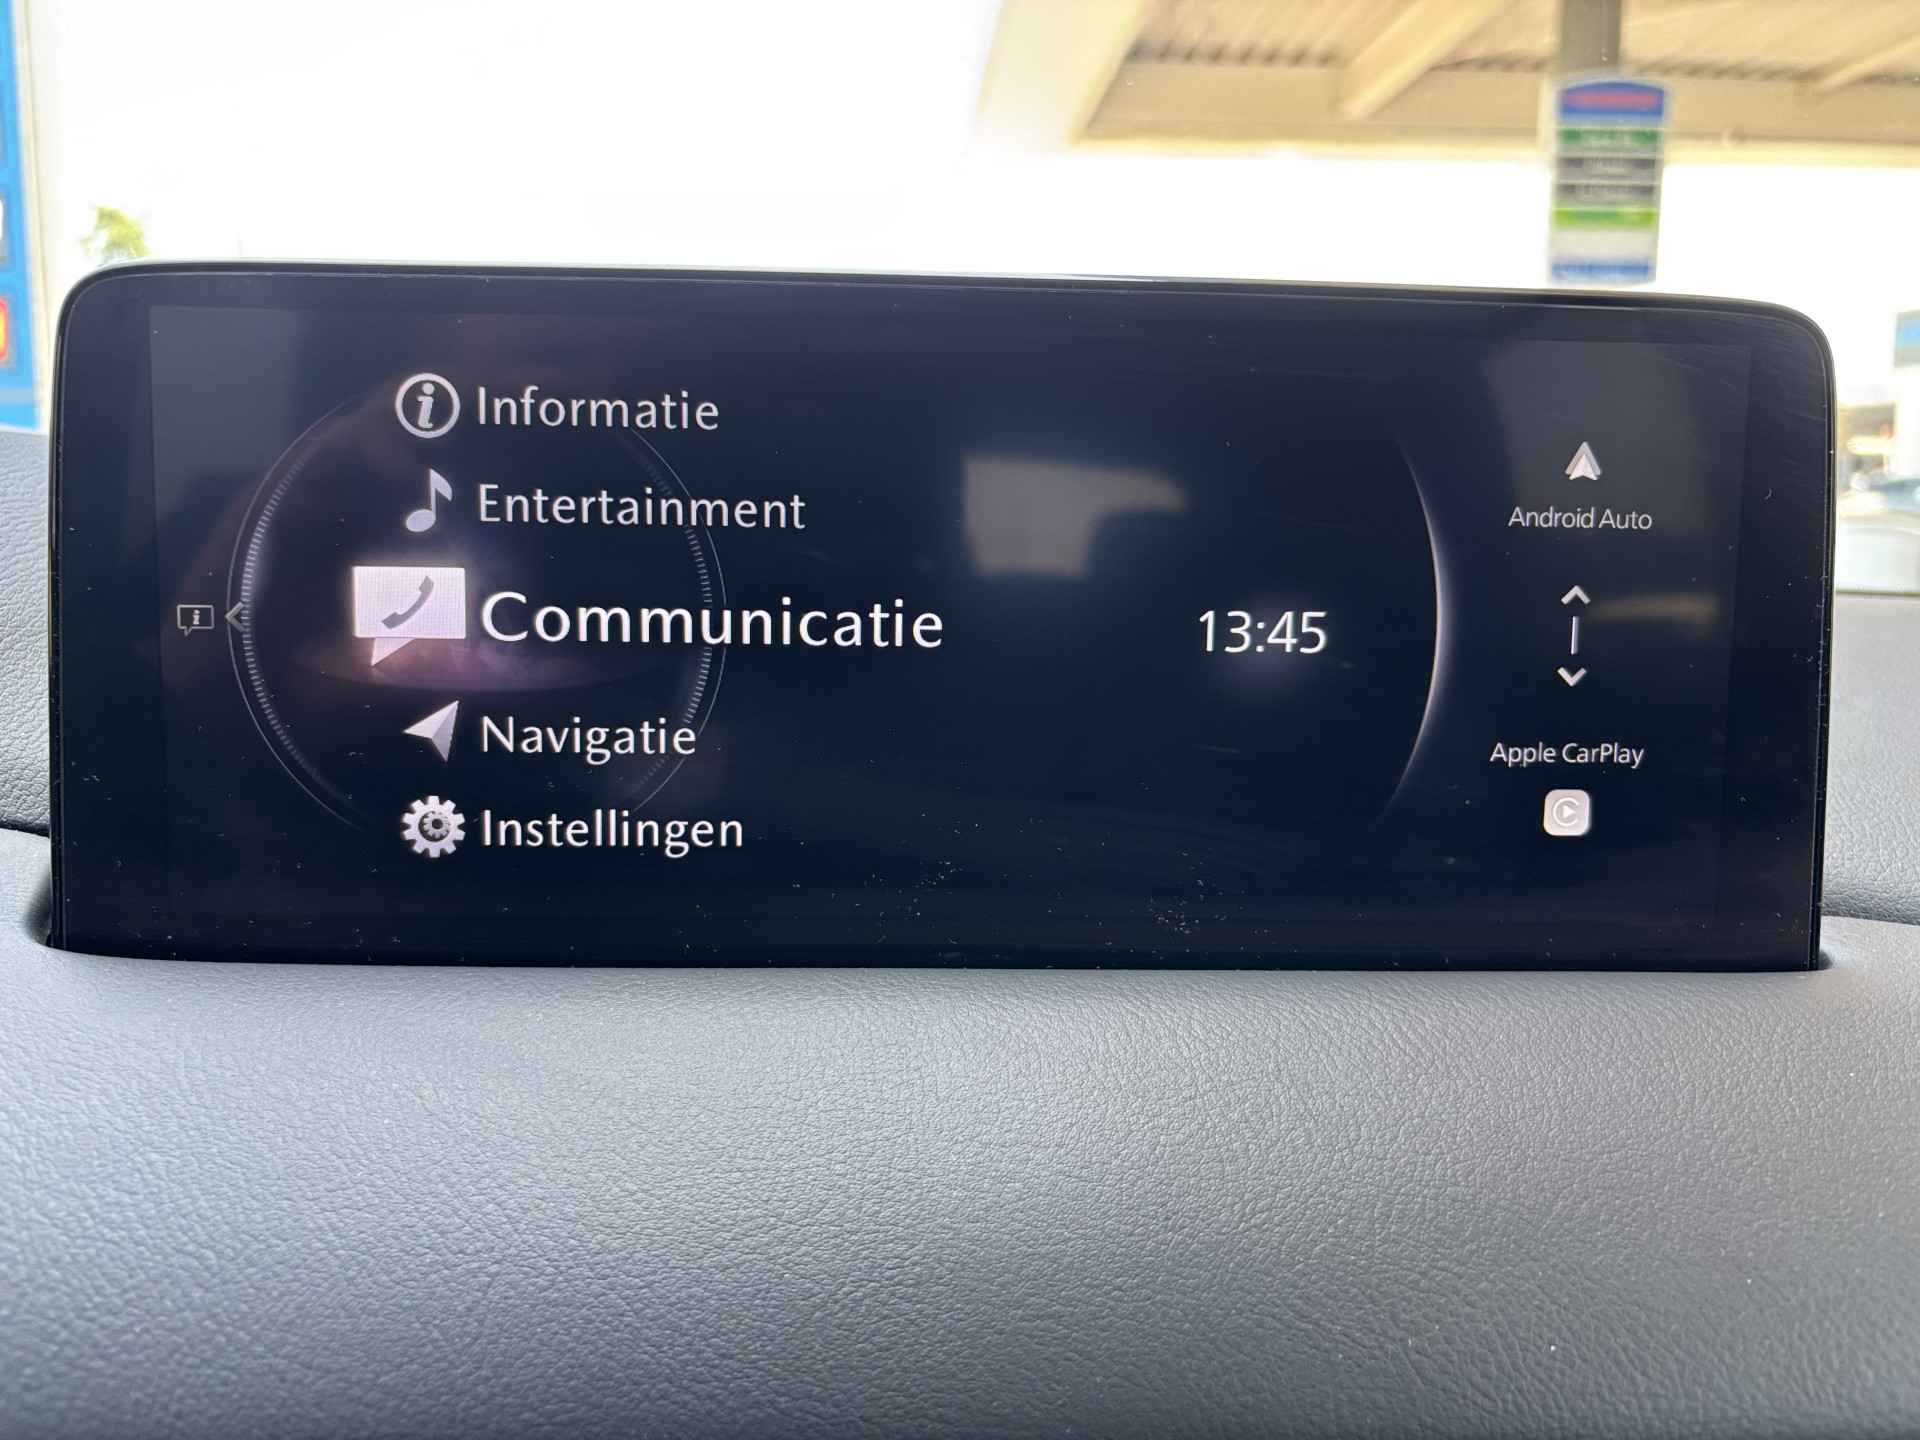 Informatie
Entertainment
Communicatie
Navigatie
Instellingen
13:45
Android Auto
Apple CarPlay